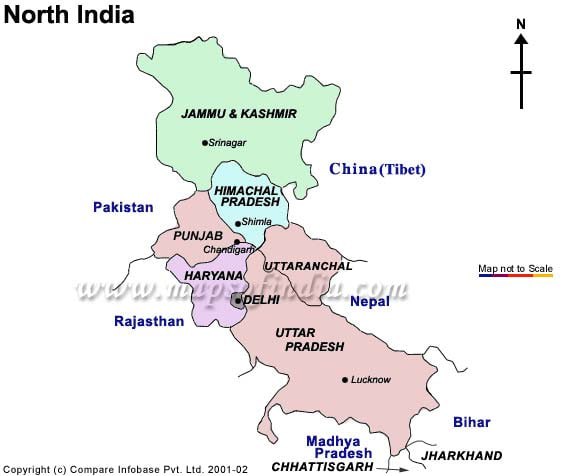 North India
N
JAMMU & KASHMIR
Srinagar
China (Tibet)
HIMACHAL
PRADESH
Pakistan
Shimla
PUNJAB
Chandigarh
UTTARANCHAL
HARYANA
Map not to Scale
www.mapsofindia.com
DELHI
Nepal
Rajasthan
UTTAR
PRADESH
Lucknow
Bihar
Madhya
Pradesh
JHARKHAND
CHHATTISGARH
Copyright (c) Compare Infobase Pvt. Ltd. 2001-02